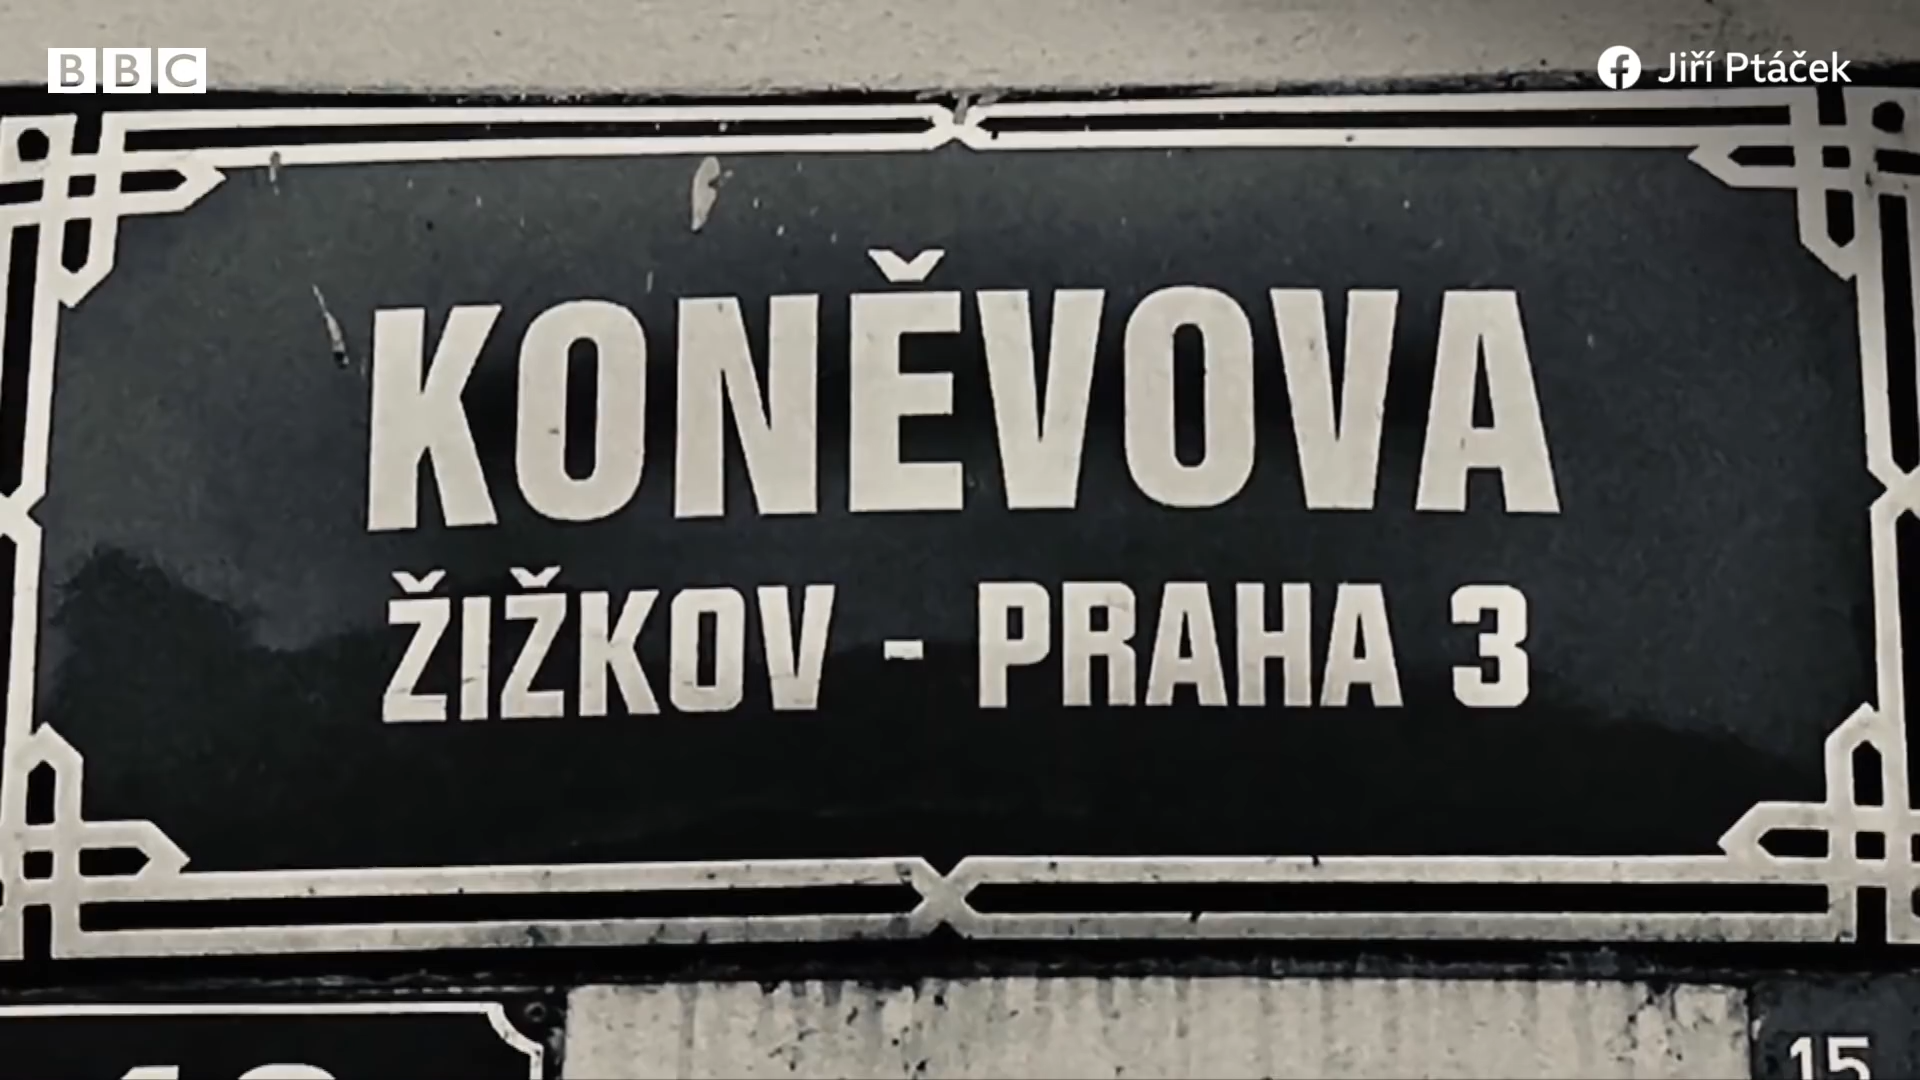 BBC
Jiří Ptáček
KONĚVOVA
ŽIŽKOV - PRAHA 3
15